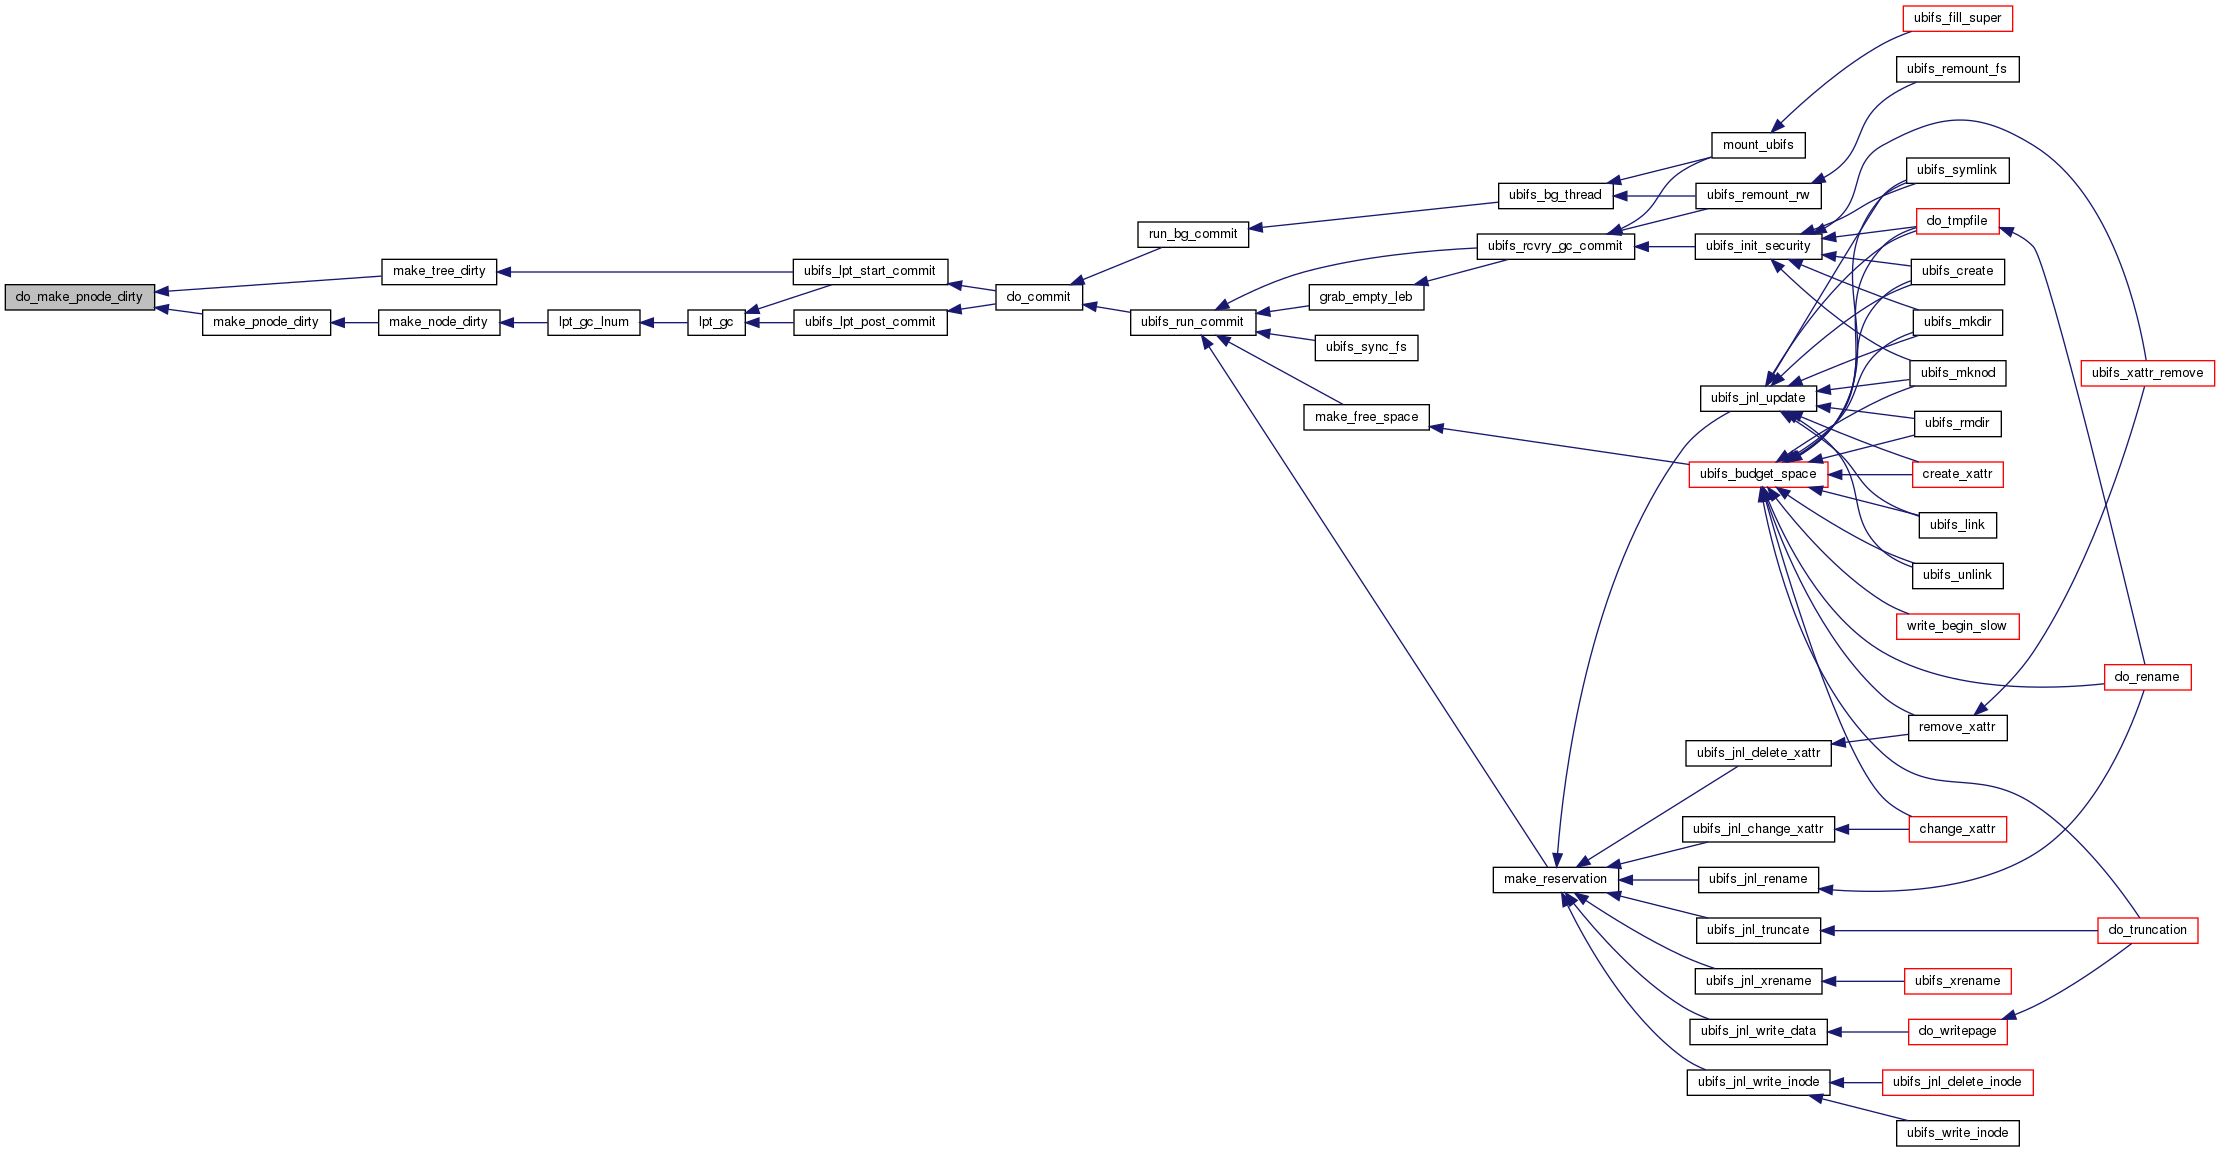 do_make_pnode_dirty
make_tree_dirty
make_pnode_dirty
make_node_dirty
lpt_gc_lnum
lpt_gc
ubifs_lpt_start_commit
ubifs_lpt_post_commit
do_commit
run_bg_commit
ubifs_run_commit
ubifs_bg_thread
ubifs_rcvry_gc_commit
grab_empty_leb
ubifs_sync_fs
make_free_space
make_reservation
mount_ubifs
ubifs_remount_rw
ubifs_init_security
ubifs_jnl_update
ubifs_budget_space
ubifs_jnl_delete_xattr
ubifs_jnl_change_xattr
ubifs_jnl_rename
ubifs_jnl_truncate
ubifs_jnl_xrename
ubifs_jnl_write_data
ubifs_jnl_write_inode
ubifs_fill_super
ubifs_remount_fs
ubifs_symlink
do_tmpfile
ubifs_create
ubifs_mkdir
ubifs_mknod
ubifs_rmdir
create_xattr
ubifs_link
ubifs_unlink
write_begin_slow
remove_xattr
change_xattr
ubifs_xrename
do_writepage
ubifs_jnl_delete_inode
ubifs_write_inode
ubifs_xattr_remove
do_rename
do_truncation